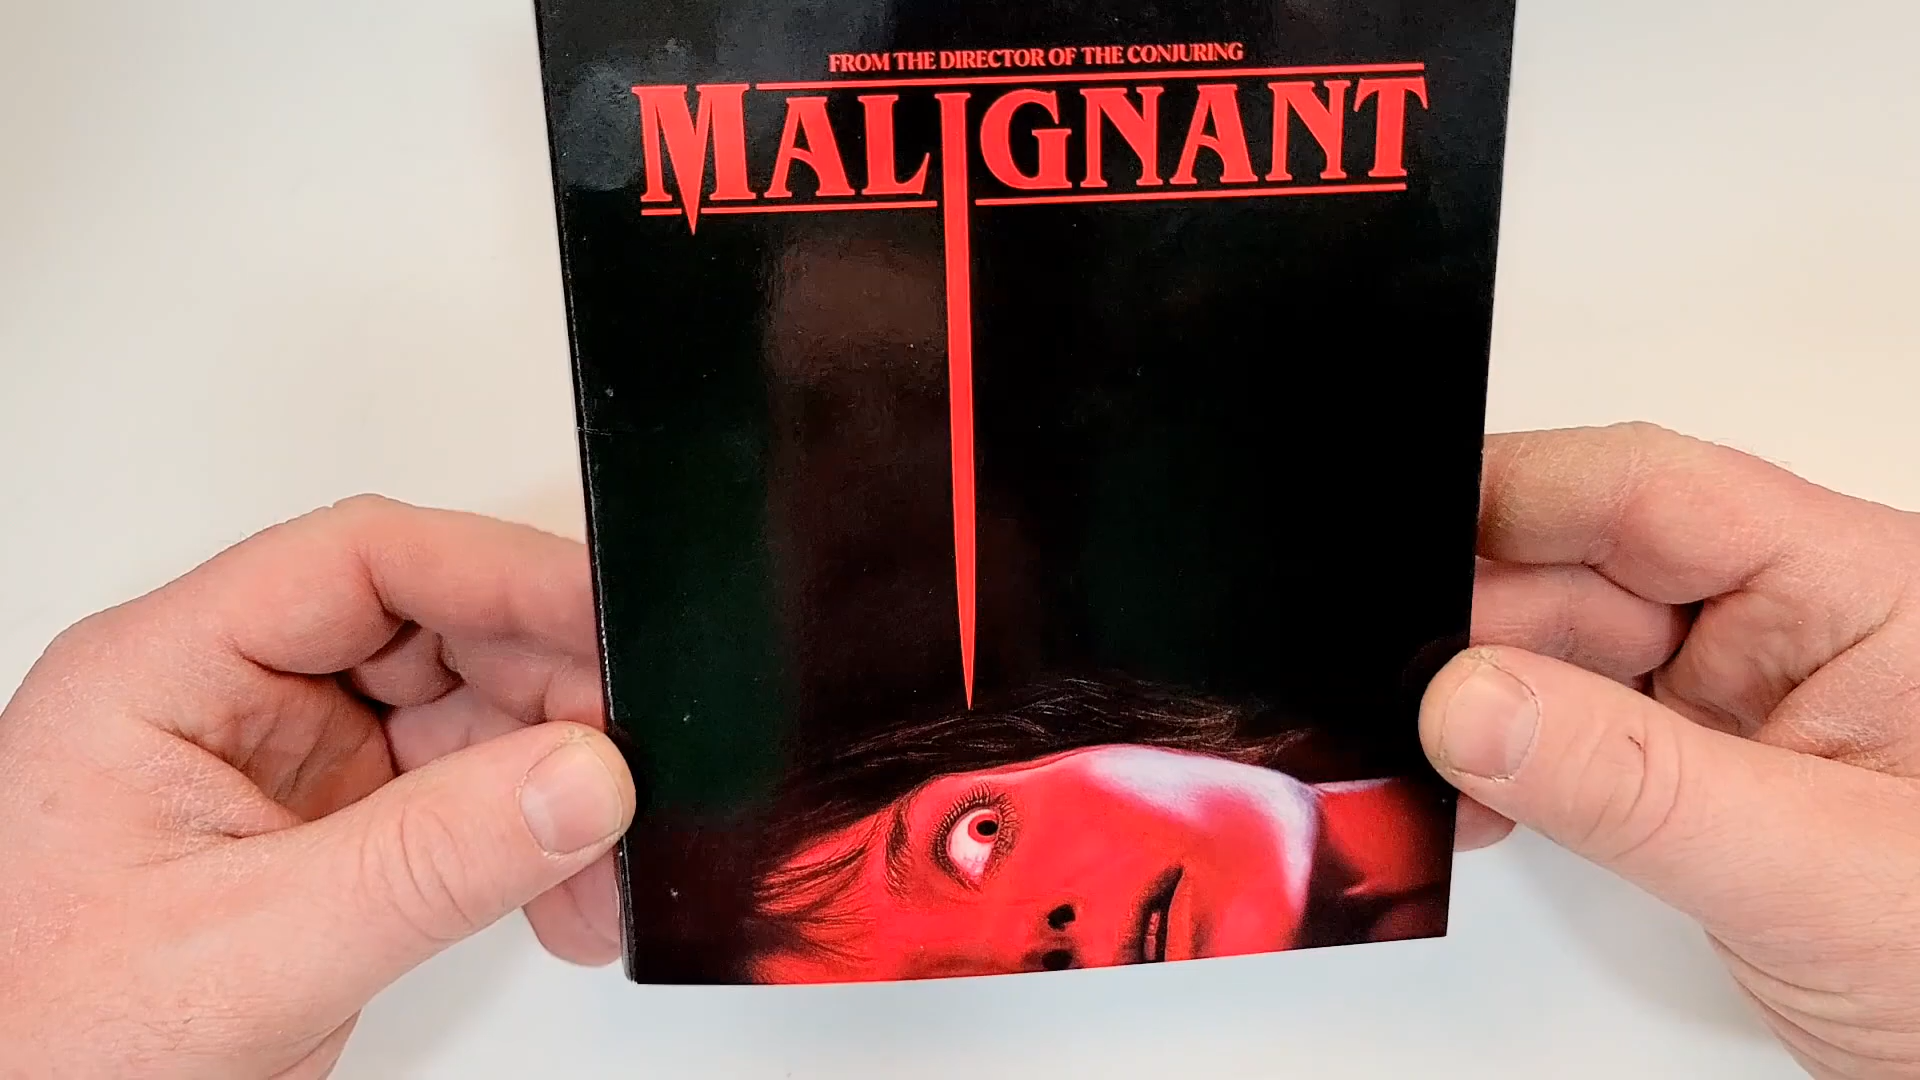 FROM THE DIRECTOR OF THE CONJURING
MALIGNANT